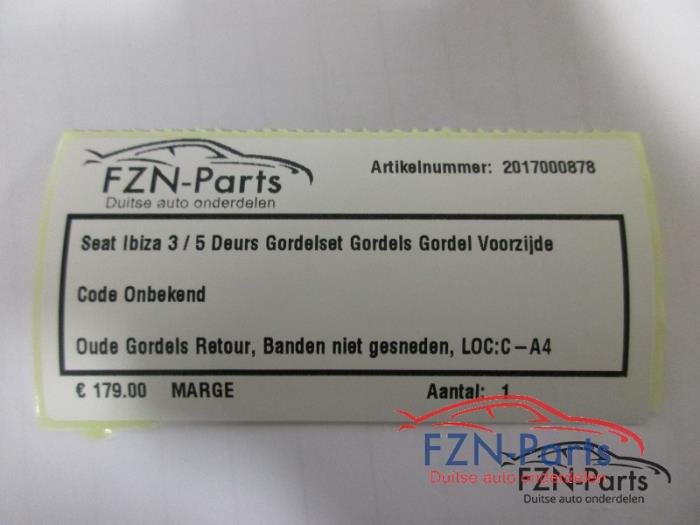 FZN-Parts
Duitse auto onderdelen
Artikelnummer: 2017000878
Seat Ibiza 3 / 5 Deurs Gordelset Gordels Gordel Voorzijde
Code Onbekend
Oude Gordels Retour, Banden niet gesneden, LOC:C-A4
€ 179.00 MARGE Aantal: 1
FZN-Parts
Duitse auto onderdelen
FZN-Parts
Duitse auto onderdelen